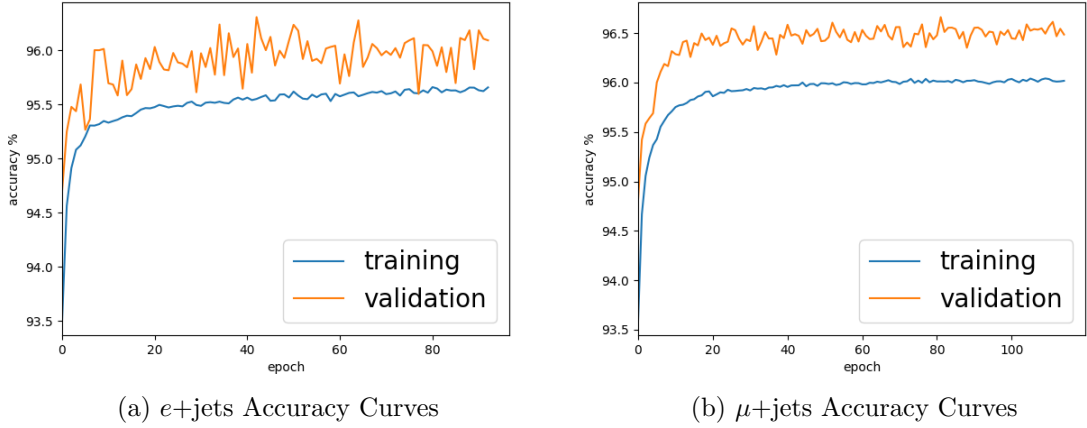 accuracy %
96.0
95.5
95.0
94.5
94.0
93.5
0
20
40
60
80
epoch
training
validation
(a) e+jets Accuracy Curves
accuracy %
96.5
96.0
95.5
95.0
94.5
94.0
93.5
0
20
40
60
80
100
epoch
training
validation
(b) μ+jets Accuracy Curves